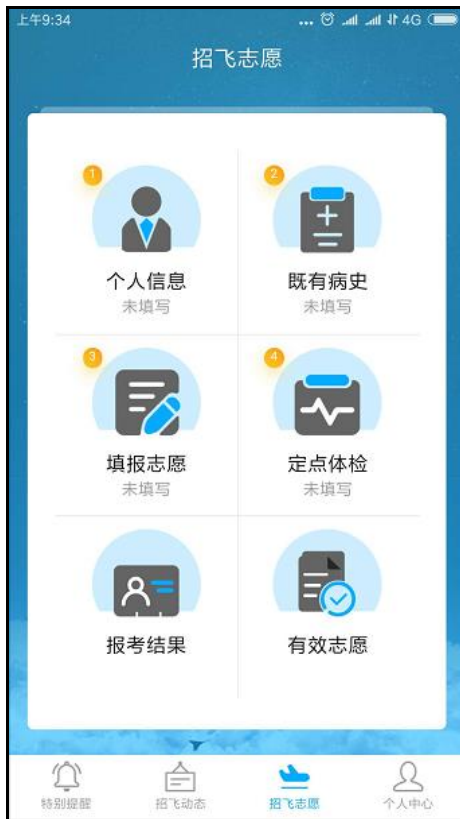 上午9:34
... 4G
招飞志愿
1
2
个人信息
既有病史
未填写
未填写
3
4
填报志愿
定点体检
未填写
未填写
报考结果
有效志愿
特别提醒
招飞动态
招飞志愿
个人中心